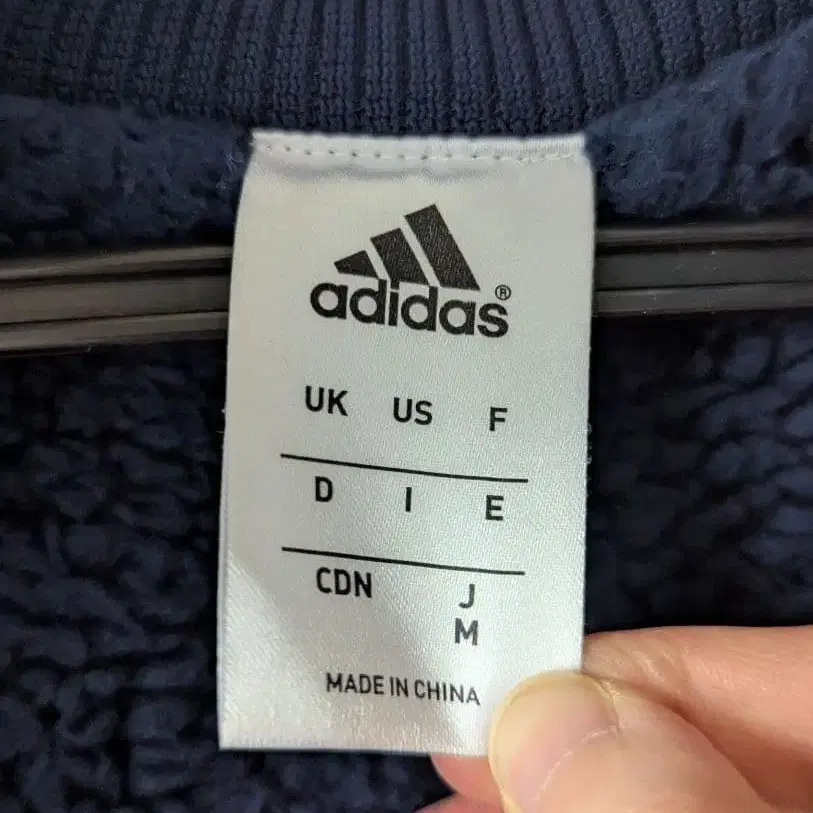 adidas®
UK US F
D I E
CDN J
M
MADE IN CHINA